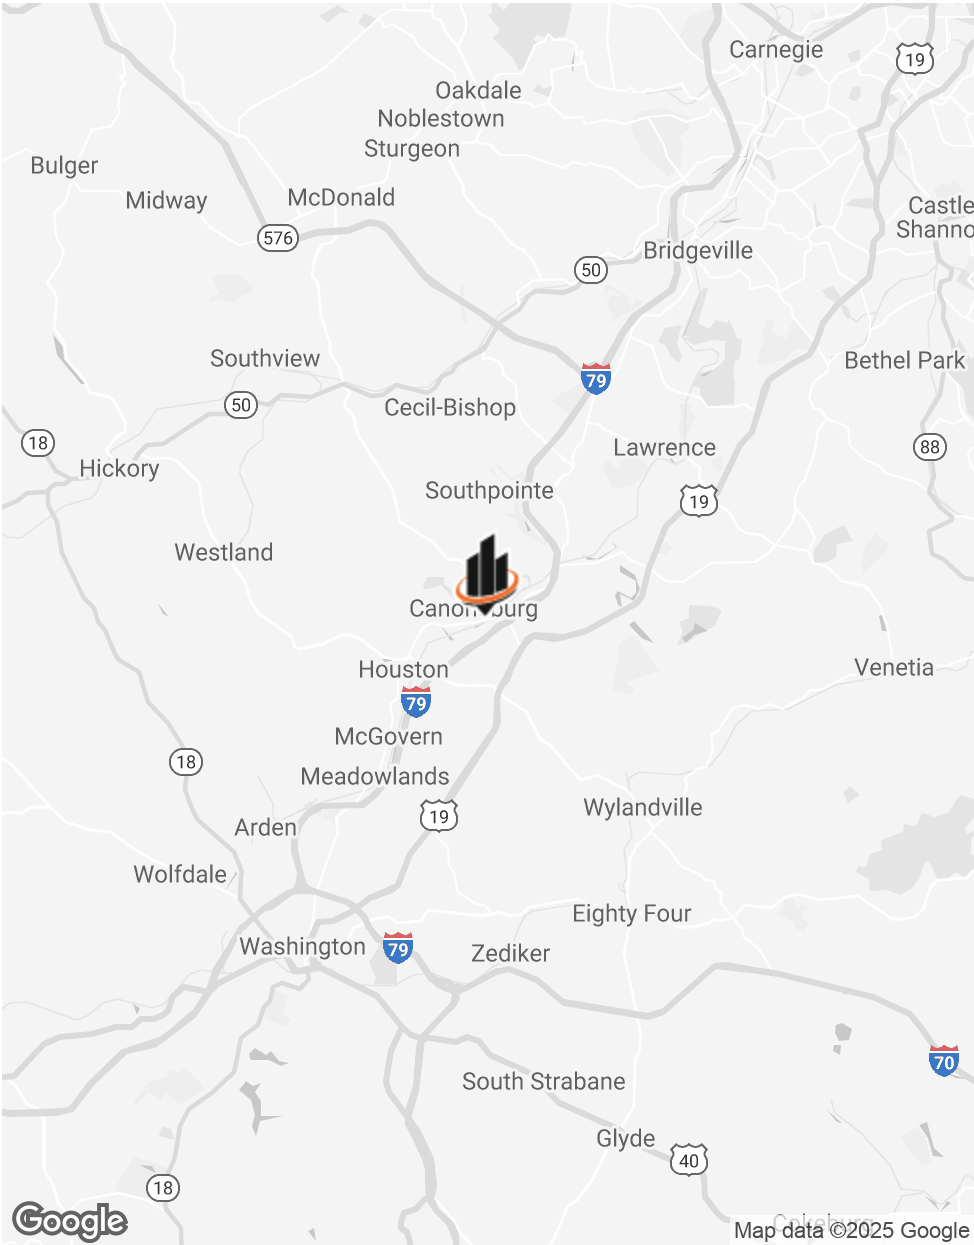 Carnegie
19
Oakdale
Noblestown
Sturgeon
Bulger
Midway
McDonald
Castle
Shanno
576
Bridgeville
50
Southview
Bethel Park
79
50
Cecil-Bishop
18
Lawrence
88
Hickory
Southpointe
19
Westland
Houston
Venetia
79
McGovern
18
Meadowlands
Wylandville
19
Arden
Wolfdale
Eighty Four
Washington
79
Zediker
70
South Strabane
Glyde
40
18
Google
Map data ©2025 Google